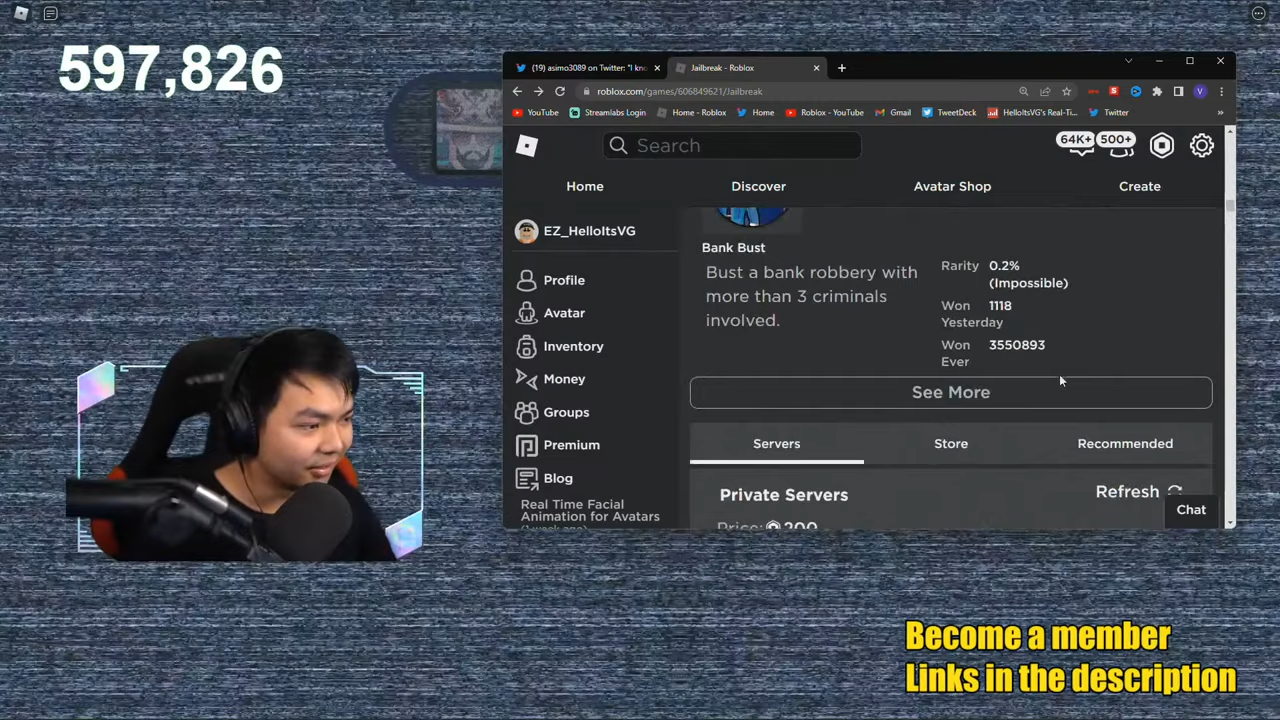 597,826
(19) asimo3089 on Twitter: "I kno
Jailbreak - Roblox
roblox.com/games/606849621/Jailbreak
YouTube
Streamlabs Login
Home - Roblox
Home
Roblox - YouTube
Gmail
TweetDeck
HelloItsVG's Real-Ti...
Twitter
Search
64K+
500+
Home
Discover
Avatar Shop
Create
EZ_HelloItsVG
Profile
Avatar
Inventory
Money
Groups
Premium
Blog
Real Time Facial
Animation for Avatars
Bank Bust
Bust a bank robbery with
more than 3 criminals
involved.
Rarity 0.2%
(Impossible)
Won 1118
Yesterday
Won 3550893
Ever
See More
Servers
Store
Recommended
Private Servers
Refresh
Price: 200
Chat
Become a member
Links in the description